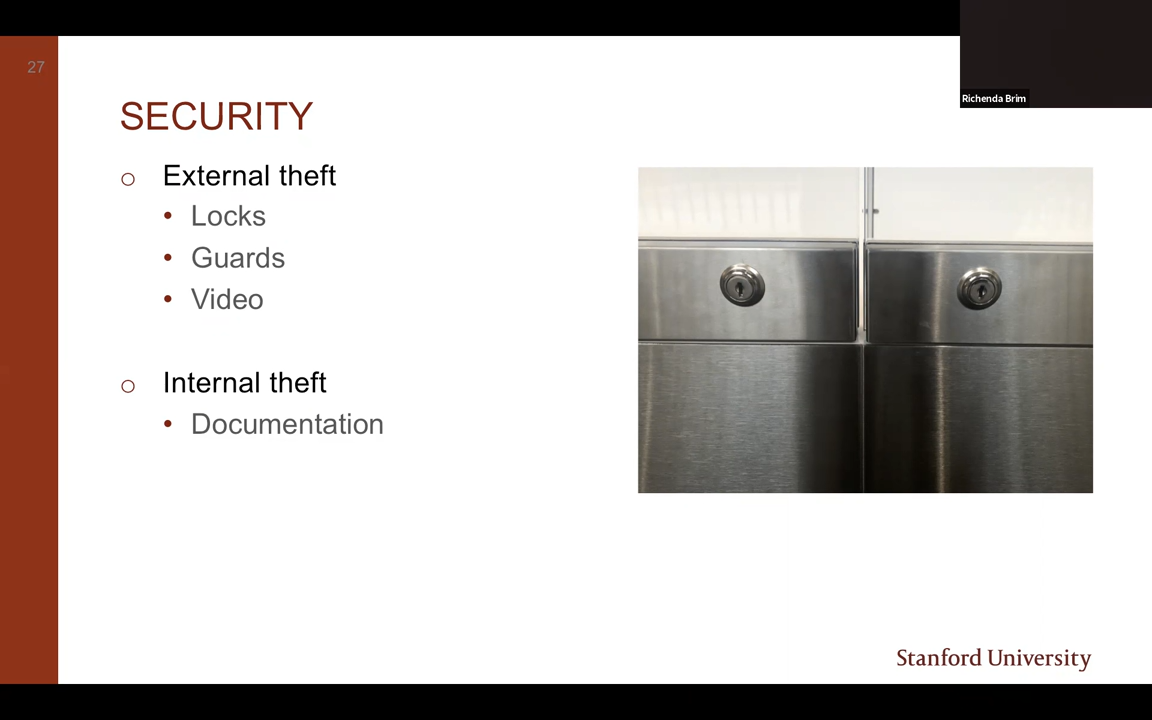 27
Richenda Brim
SECURITY
o External theft
• Locks
• Guards
• Video
o Internal theft
• Documentation
Stanford University